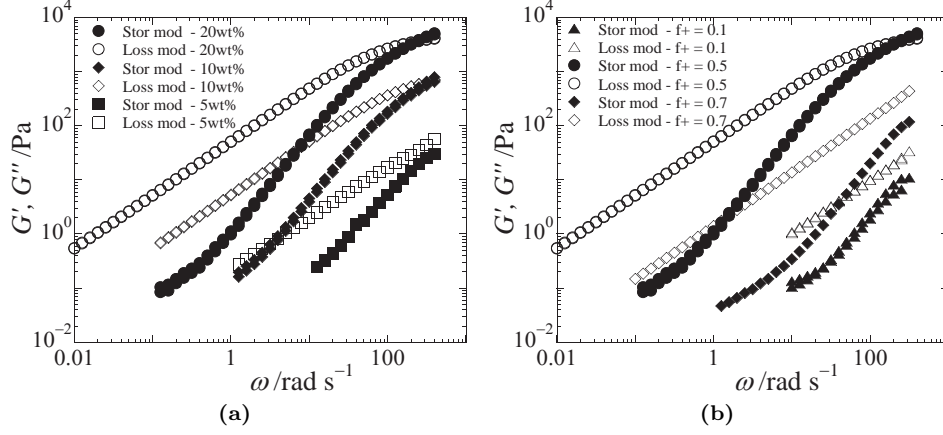 (a)
10^4
10^2
10^0
10^-2
G′, G″ /Pa
0.01
1
100
ω /rad s^−1
Stor mod - 20wt%
Loss mod - 20wt%
Stor mod - 10wt%
Loss mod - 10wt%
Stor mod - 5wt%
Loss mod - 5wt%
(b)
10^4
10^2
10^0
10^-2
G′, G″ /Pa
0.01
1
100
ω /rad s^−1
Stor mod - f+ = 0.1
Loss mod - f+ = 0.1
Stor mod - f+ = 0.5
Loss mod - f+ = 0.5
Stor mod - f+ = 0.7
Loss mod - f+ = 0.7
(a)
(b)